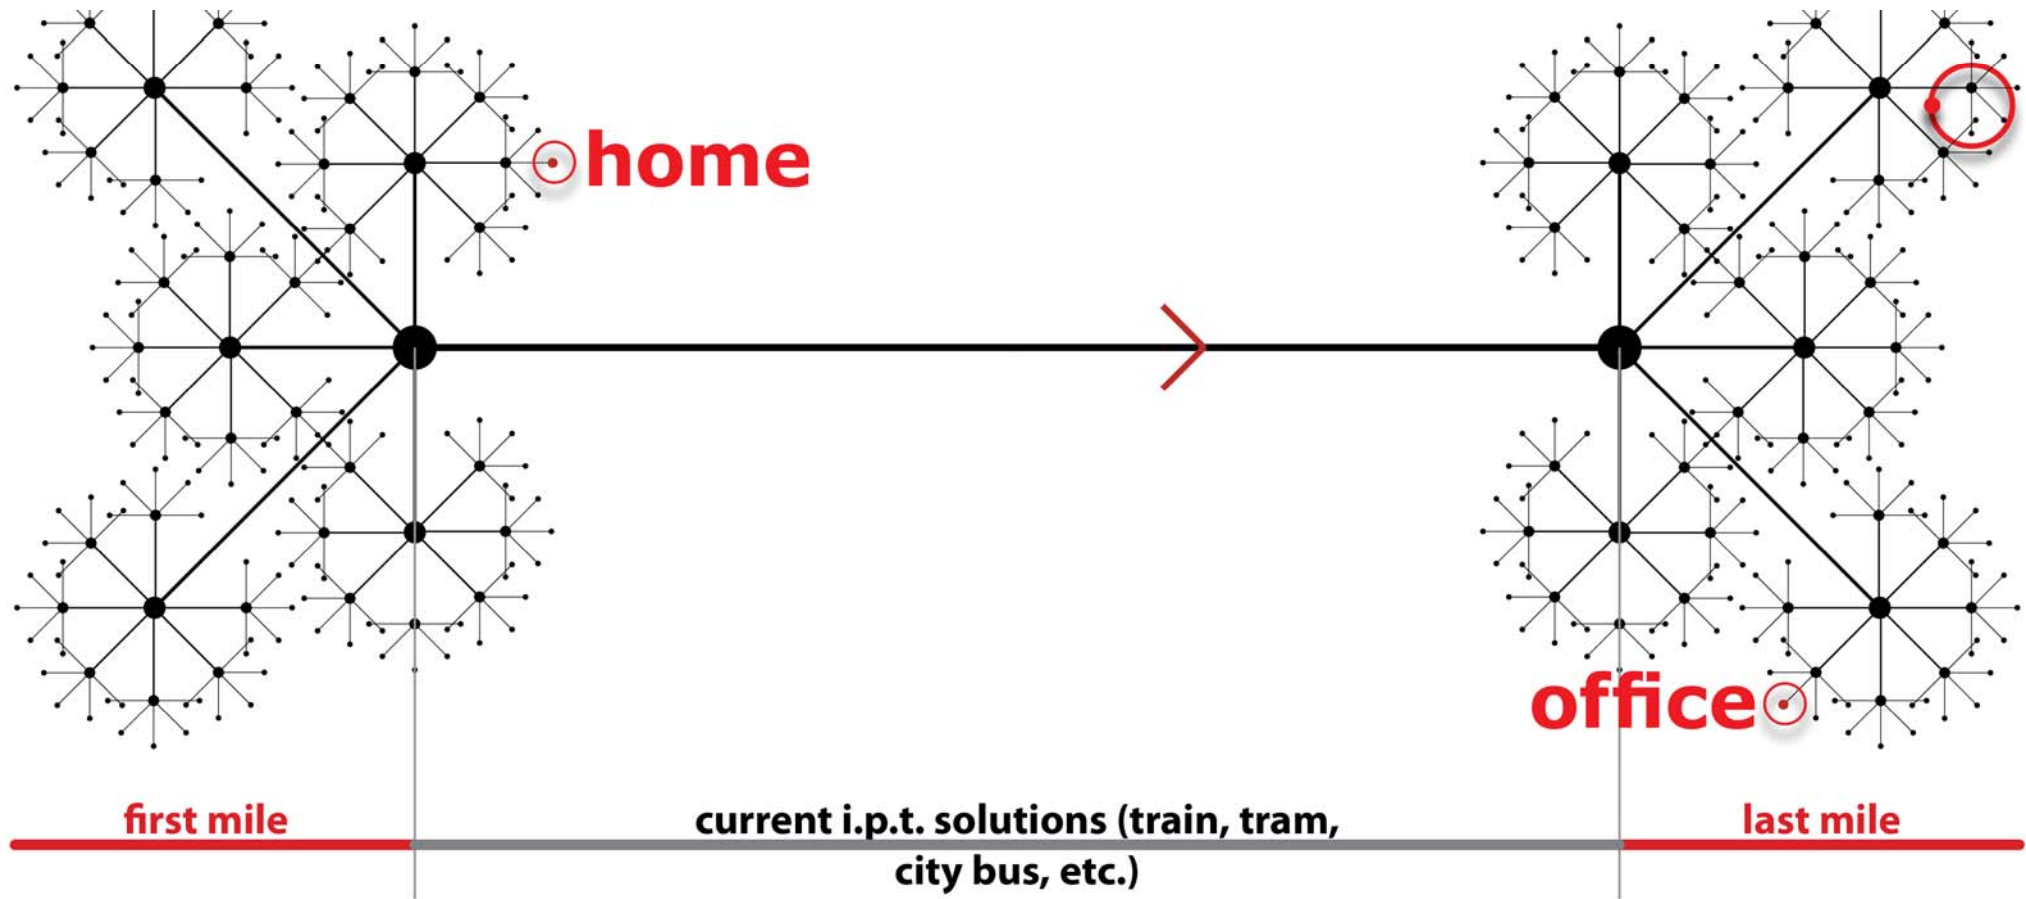 home
office
first mile
current i.p.t. solutions (train, tram,
city bus, etc.)
last mile